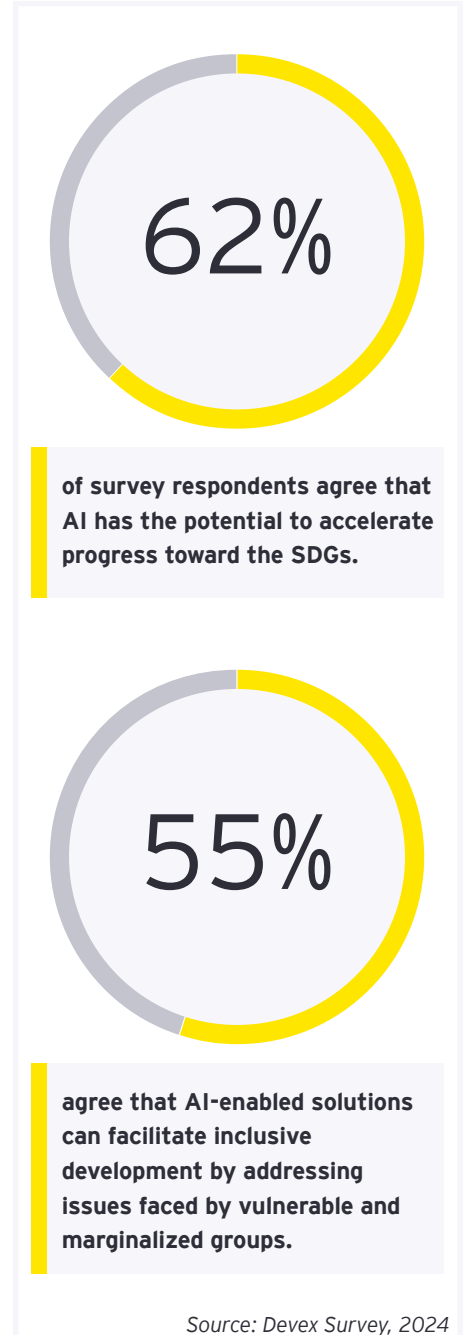 62%
of survey respondents agree that
AI has the potential to accelerate
progress toward the SDGs.
55%
agree that AI-enabled solutions
can facilitate inclusive
development by addressing
issues faced by vulnerable and
marginalized groups.
Source: Devex Survey, 2024